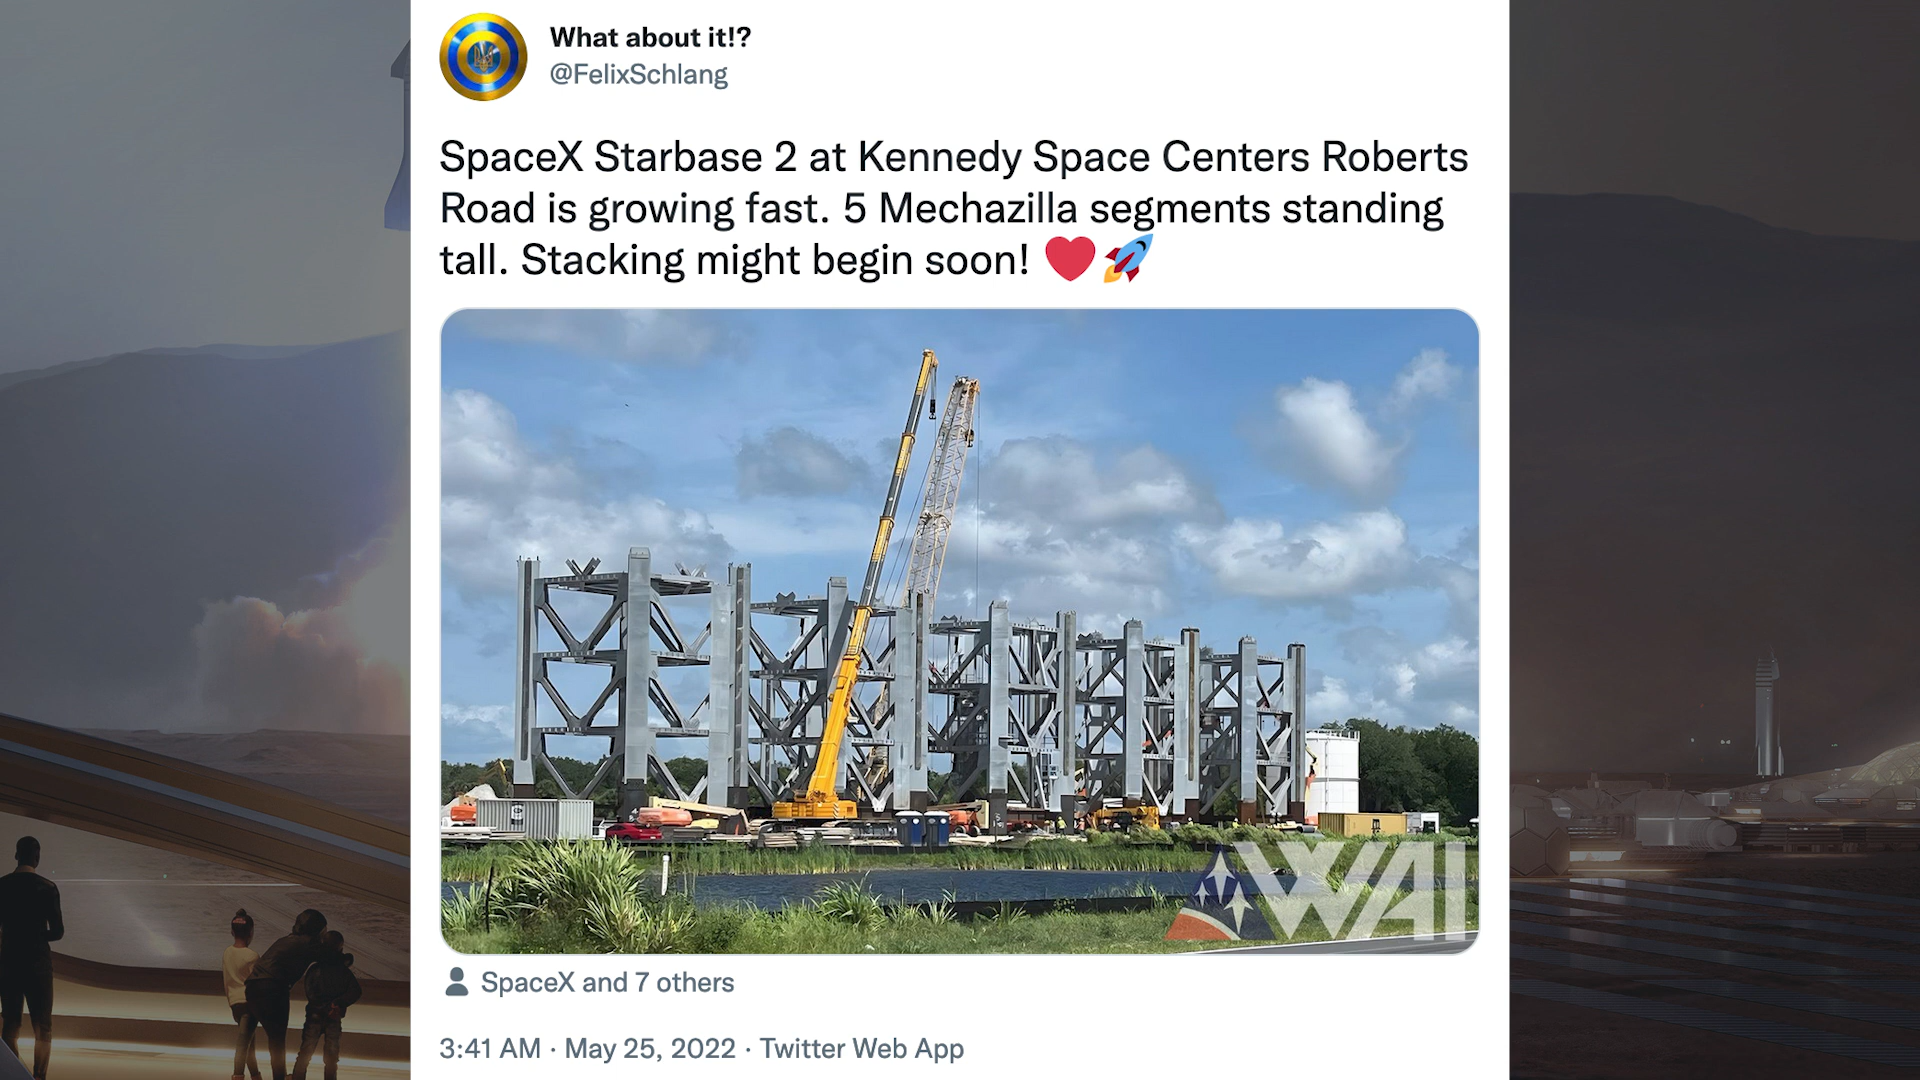 What about it!?
@FelixSchlang
SpaceX Starbase 2 at Kennedy Space Centers Roberts
Road is growing fast. 5 Mechazilla segments standing
tall. Stacking might begin soon! ❤️🚀
WAI
SpaceX and 7 others
3:41 AM · May 25, 2022 · Twitter Web App